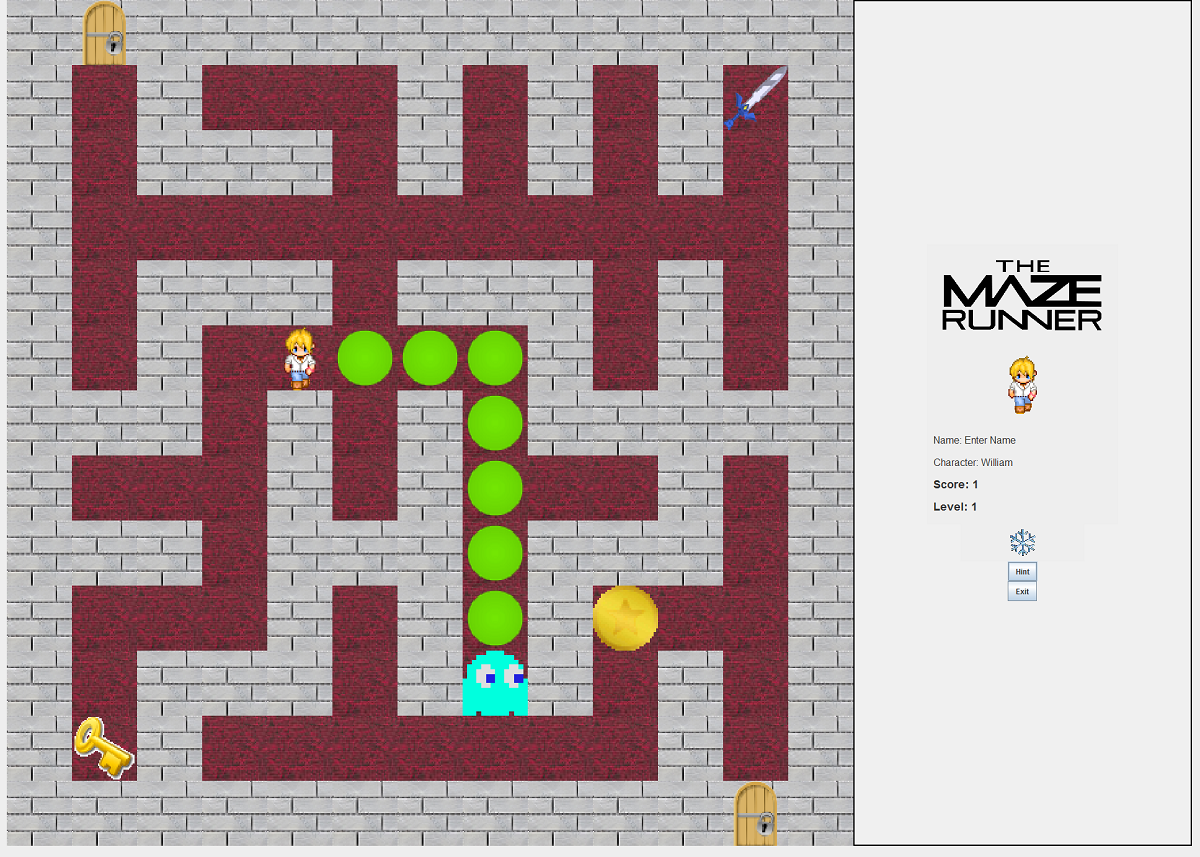 THE
MAZE
RUNNER
Name: Enter Name
Character: William
Score: 1
Level: 1
Hint
Exit